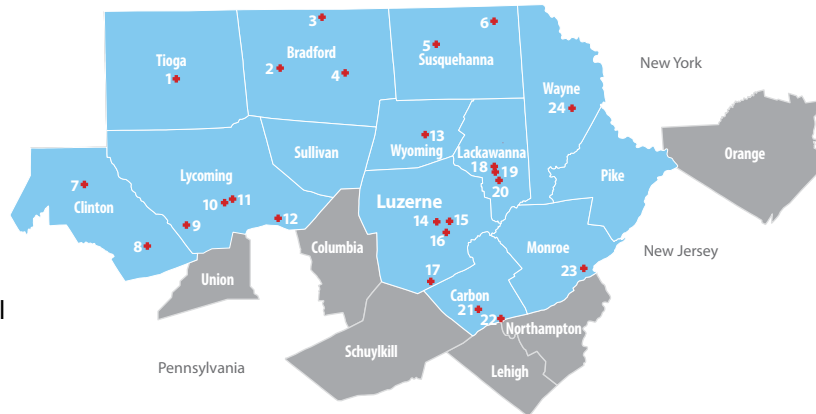 3
6
5
Bradford
Tioga
Susquehanna
2
4
1
New York
Wayne
24
13
Orange
Sullivan
Wyoming
Lackawanna
18
19
20
Pike
7
Lycoming
Clinton
10
11
Luzerne
9
12
14
15
16
8
Columbia
Monroe
New Jersey
Union
17
23
Carbon
21
22
Northampton
l
Schuylkill
Pennsylvania
Lehigh